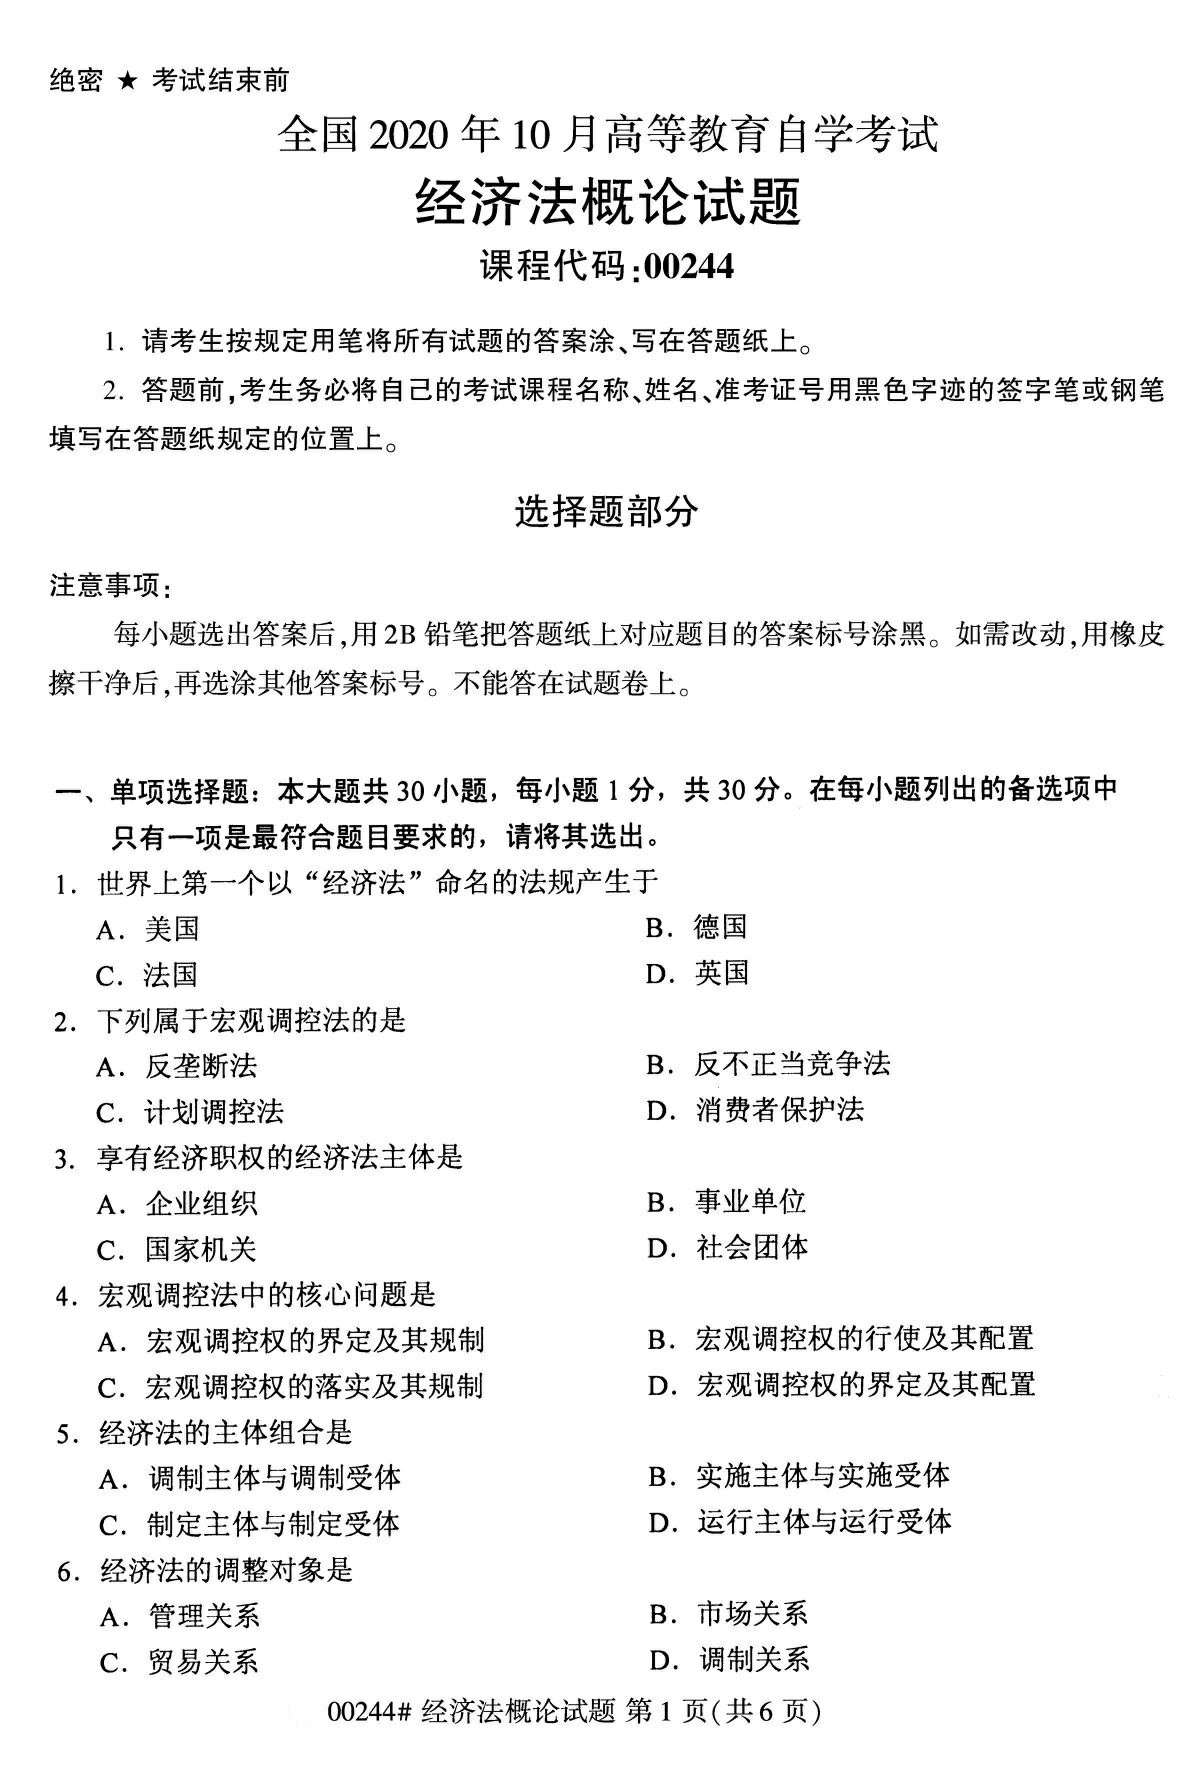 绝密 ★ 考试结束前
全国 2020 年 10 月高等教育自学考试
经济法概论试题
课程代码:00244
1. 请考生按规定用笔将所有试题的答案涂、写在答题纸上。
2. 答题前,考生务必将自己的考试课程名称、姓名、准考证号用黑色字迹的签字笔或钢笔
填写在答题纸规定的位置上。
选择题部分
注意事项:
每小题选出答案后,用 2B 铅笔把答题纸上对应题目的答案标号涂黑。如需改动,用橡皮
擦干净后,再选涂其他答案标号。不能答在试题卷上。
一、单项选择题：本大题共 30 小题，每小题 1 分，共 30 分。在每小题列出的备选项中
只有一项是最符合题目要求的，请将其选出。
1. 世界上第一个以“经济法”命名的法规产生于
A. 美国 B. 德国
C. 法国 D. 英国
2. 下列属于宏观调控法的是
A. 反垄断法 B. 反不正当竞争法
C. 计划调控法 D. 消费者保护法
3. 享有经济职权的经济法主体是
A. 企业组织 B. 事业单位
C. 国家机关 D. 社会团体
4. 宏观调控法中的核心问题是
A. 宏观调控权的界定及其规制 B. 宏观调控权的行使及其配置
C. 宏观调控权的落实及其规制 D. 宏观调控权的界定及其配置
5. 经济法的主体组合是
A. 调制主体与调制受体 B. 实施主体与实施受体
C. 制定主体与制定受体 D. 运行主体与运行受体
6. 经济法的调整对象是
A. 管理关系 B. 市场关系
C. 贸易关系 D. 调制关系
00244# 经济法概论试题 第 1 页(共 6 页)